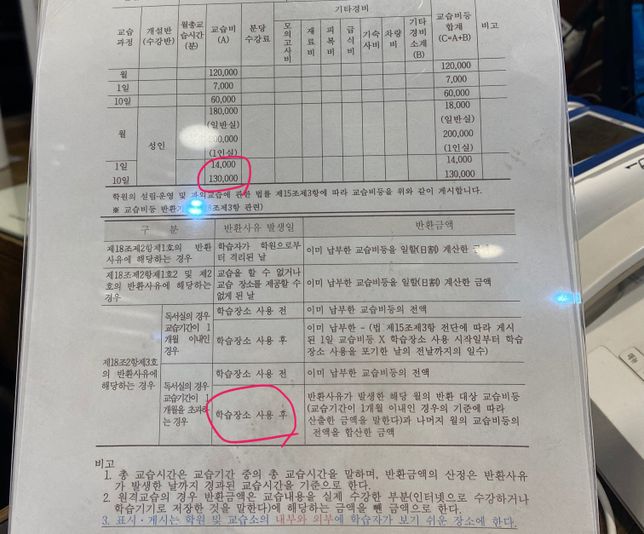 기타경비
교습 과정 개설반 (수강반) 월총교습시간 (분) 교습비 (A) 분당 수강료 모의고사비 재료비 피복비 급식비 기숙사비 차량비 기타경비 소계 (B) 교습비등 합계 (C=A+B) 비고
월 120,000 120,000
1일 7,000 7,000
10일 60,000 60,000
월 성인 180,000 18,000
(일반실) (일반실)
200,000
(1인실) (1인실)
1일 14,000 14,000
10일 130,000 130,000
학원의 설립·운영 및 과외교습에 관한 법률 제15조제3항에 따라 교습비등을 위와 같이 게시합니다.
※ 교습비등 반환기 제3항 관련)
구 분 반환사유 발생일 반환금액
제18조제2항제1호의 반환사유에 해당하는 경우 학습자가 학원으로부터 격리된 날 이미 납부한 교습비등을 일할(日割) 계산한
제18조제2항제1호2 및 제2호의 반환사유에 해당하는 경우 교습을 할 수 없거나 교습 장소를 제공할 수 없게 된 날 이미 납부한 교습비등을 일할(日割) 계산한 금액
제18조2항제3호의 반환사유에 해당하는 경우
독서실의 경우 교습기간이 1개월 이내인 경우
학습장소 사용 전 이미 납부한 교습비등의 전액
학습장소 사용 후 이미 납부한 - (법 제15조제3항 전단에 따라 게시된 1일 교습비등 X 학습장소 사용 시작일부터 학습장소 사용을 포기한 날의 전날까지의 일수)
독서실의 경우 교습기간이 1개월을 초과하는 경우
학습장소 사용 전 이미 납부한 교습비등의 전액
학습장소 사용 후 반환사유가 발생한 해당 월의 반환 대상 교습비등(교습기간이 1개월 이내인 경우의 기준에 따라 산출한 금액을 말한다)과 나머지 월의 교습비등의 전액을 합산한 금액
비고
1. 총 교습시간은 교습기간 중의 총 교습시간을 말하며, 반환금액의 산정은 반환사유
가 발생한 날까지 경과된 교습시간을 기준으로 한다.
2. 원격교습의 경우 반환금액은 교습내용을 실제 수강한 부분(인터넷으로 수강하거나
학습기기로 저장한 것을 말한다)에 해당하는 금액을 뺀 금액으로 한다.
3. 표시·게시는 학원 및 교습소의 내부와 외부에 학습자가 보기 쉬운 장소에 한다.